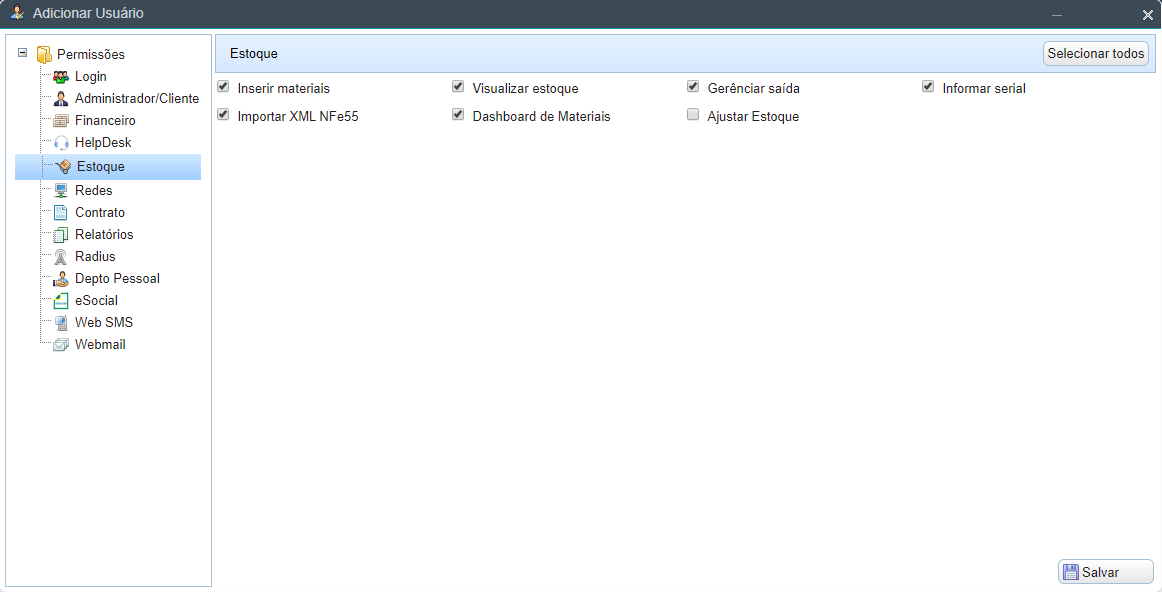 Adicionar Usuário
Permissões
Login
Administrador/Cliente
Financeiro
HelpDesk
Estoque
Redes
Contrato
Relatórios
Radius
Depto Pessoal
eSocial
Web SMS
Webmail
Estoque Selecionar todos
Inserir materiais Visualizar estoque Gerênciar saída Informar serial
Importar XML NFe55 Dashboard de Materiais Ajustar Estoque
Salvar